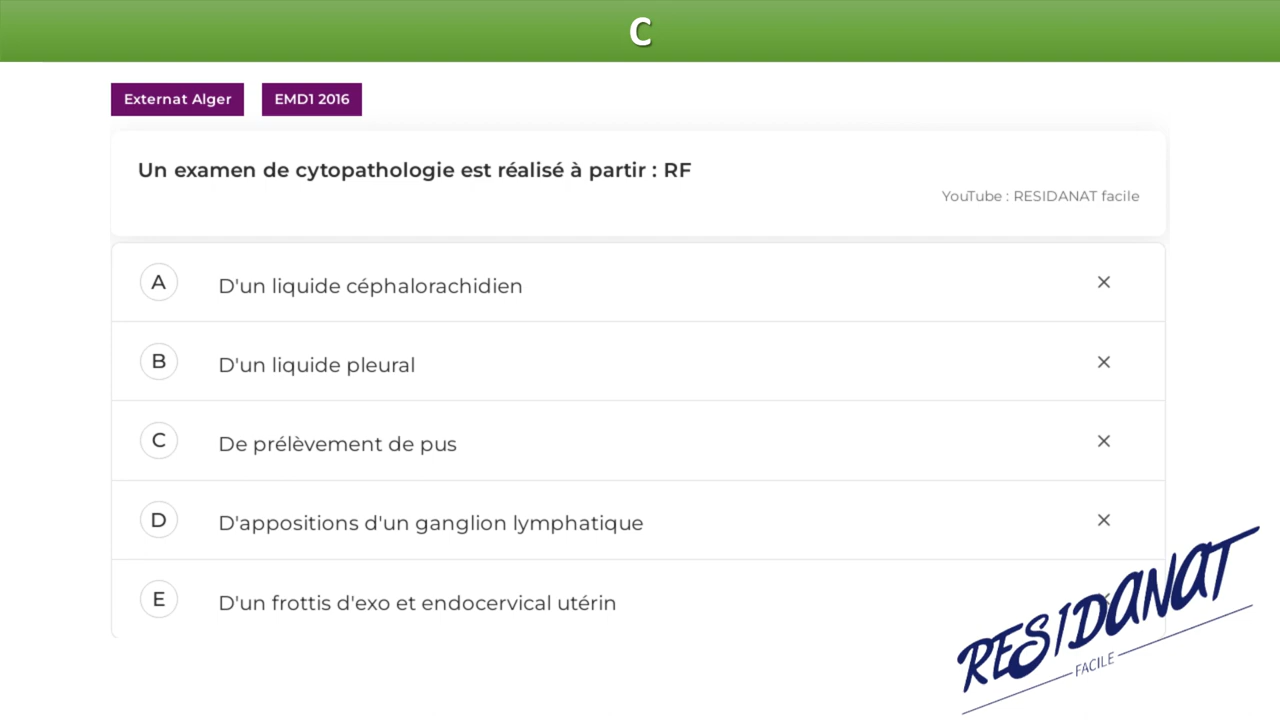 C
Externat Alger EMD1 2016
Un examen de cytopathologie est réalisé à partir : RF
YouTube : RESIDANAT facile
A D'un liquide céphalorachidien ×
B D'un liquide pleural ×
C De prélèvement de pus ×
D D'appositions d'un ganglion lymphatique ×
E D'un frottis d'exo et endocervical utérin
RESIDANAT
FACILE